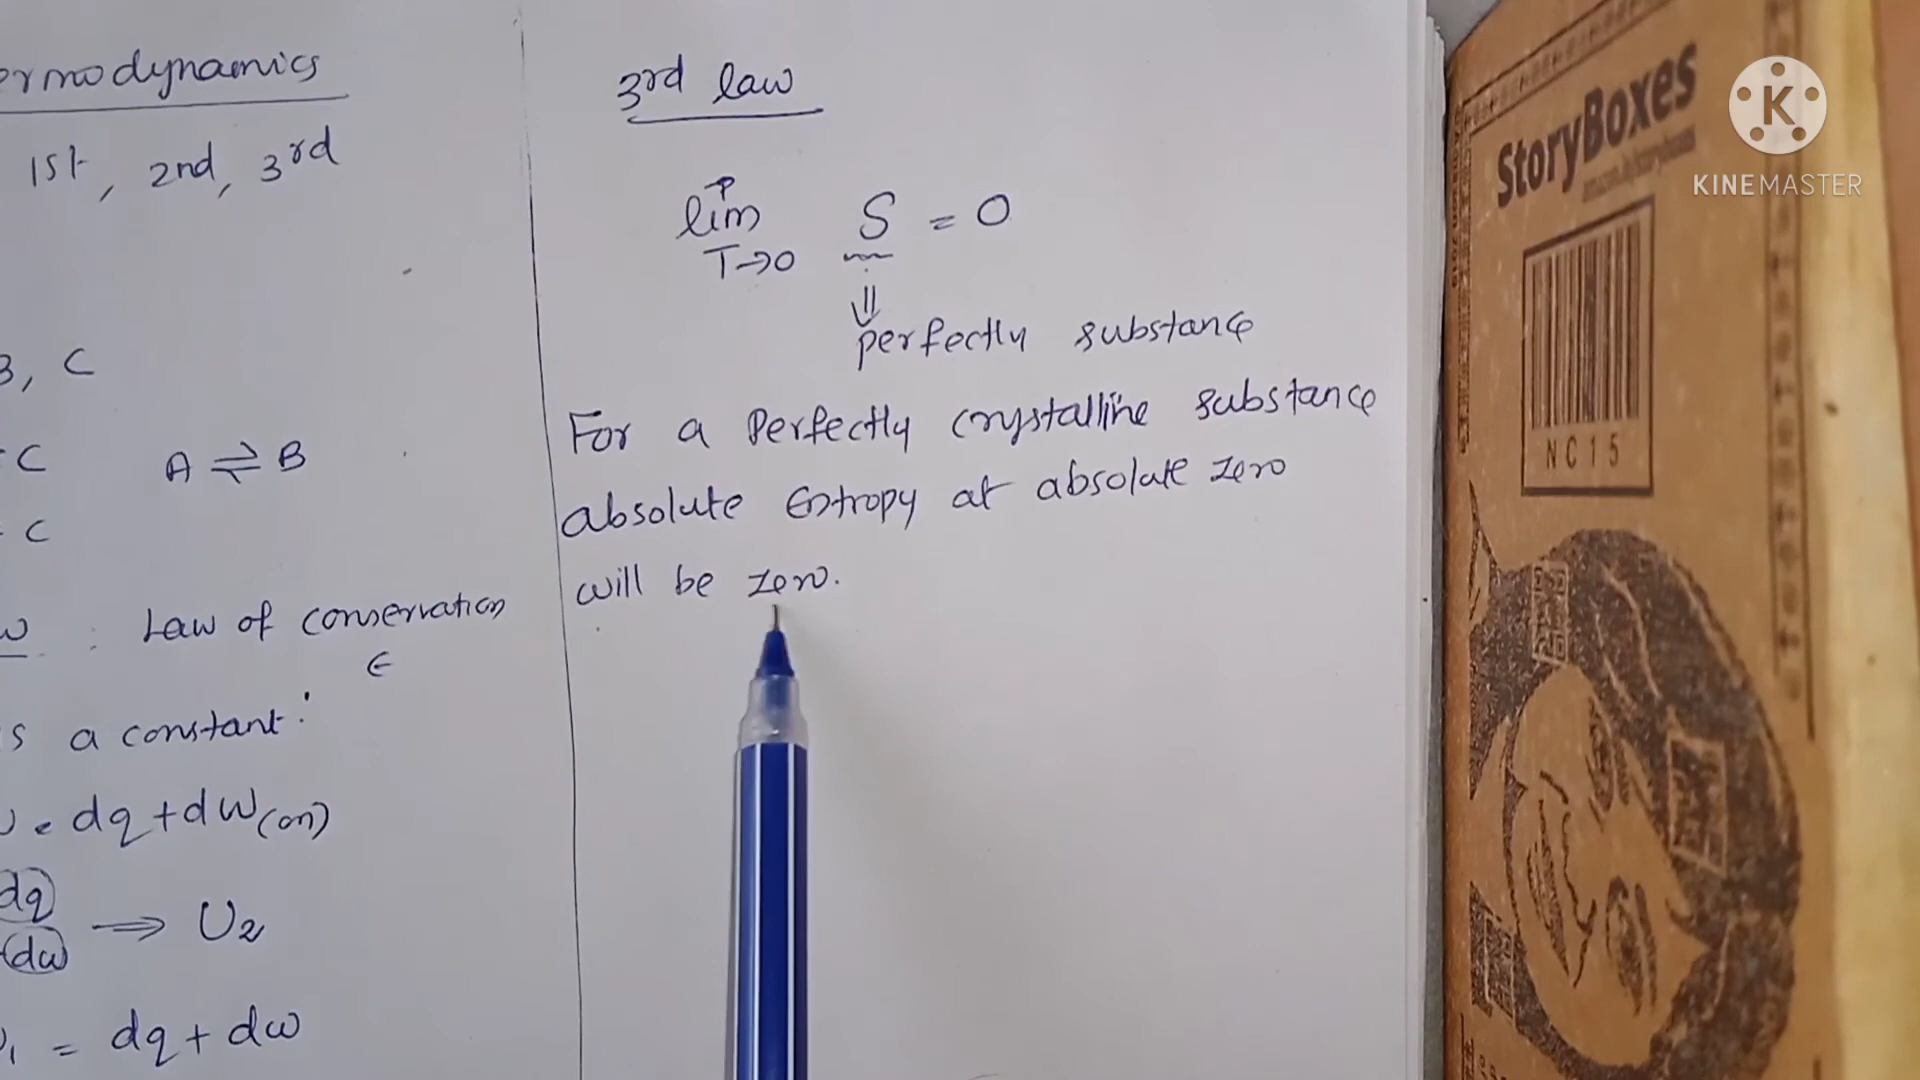 ermodynamics
1st, 2nd, 3rd
B, C
C
A ⇌ B
C
w : Law of conservation
E
s a constant.
U = dq + dw(on)
dq
dw → U2
1 = dq + dw
3rd law
lim S = 0
T→0
⇓
perfectly substance
For a Perfectly crystalline substance
absolute Entropy at absolute zero
will be zero.
StoryBoxes
NC15
K
KINEMASTER